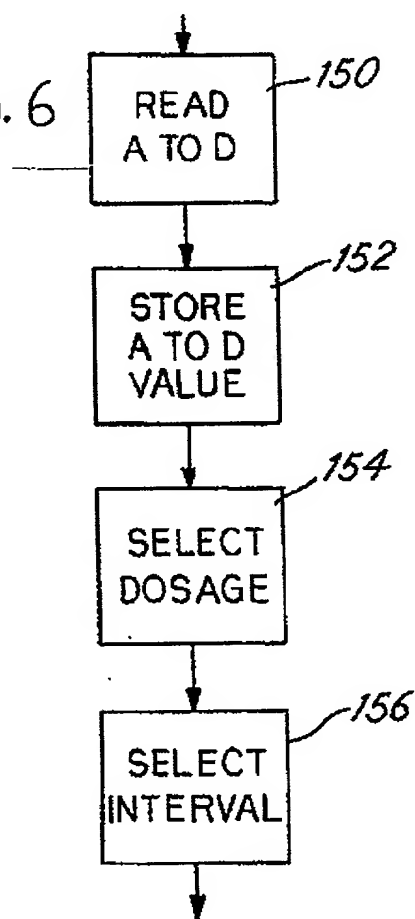 . 6
READ
A TO D
150
STORE
A TO D
VALUE
152
SELECT
DOSAGE
154
SELECT
INTERVAL
156